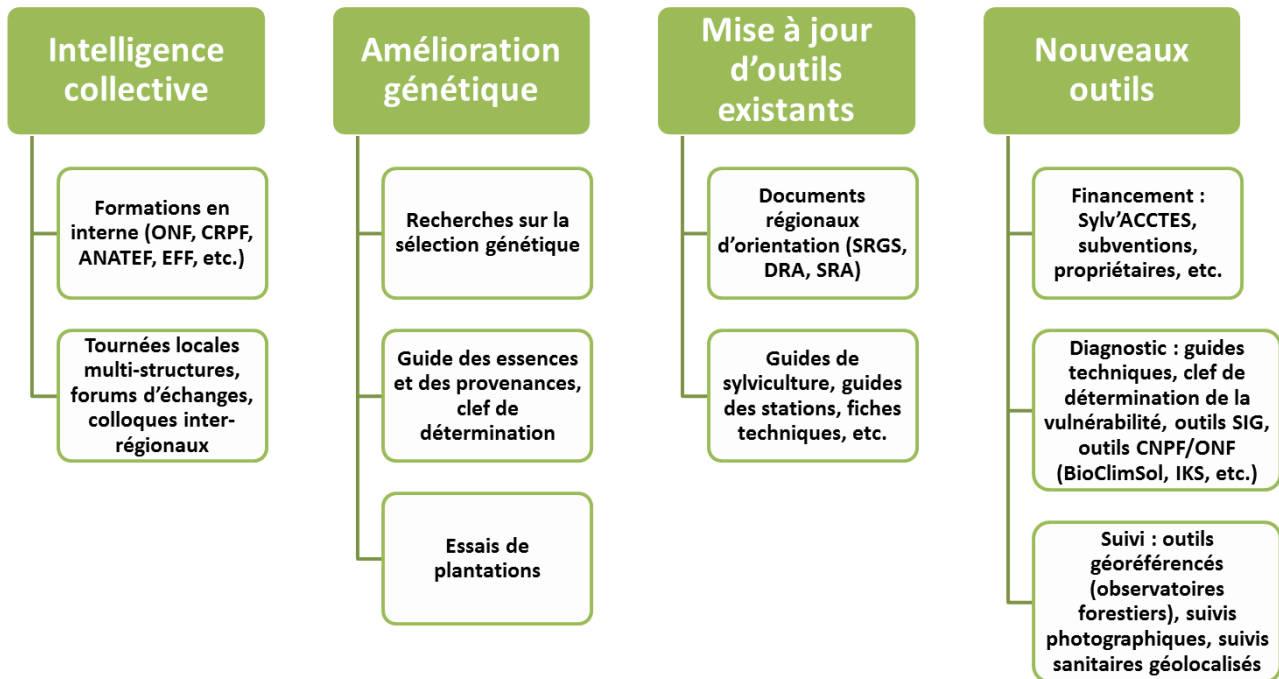 Intelligence
collective
Formations en
interne (ONF, CRPF,
ANATEF, EFF, etc.)
Tournées locales
multi-structures,
forums d'échanges,
colloques inter-
régionaux
Amélioration
génétique
Recherches sur la
sélection génétique
Guide des essences
et des provenances,
clef de
détermination
Essais de
plantations
Mise à jour
d'outils
existants
Documents
régionaux
d'orientation (SRGS,
DRA, SRA)
Guides de
sylviculture, guides
des stations, fiches
techniques, etc.
Nouveaux
outils
Financement :
Sylv'ACCTES,
subventions,
propriétaires, etc.
Diagnostic : guides
techniques, clef de
détermination de la
vulnérabilité, outils SIG,
outils CNPF/ONF
(BioClimSol, IKS, etc.)
Suivi : outils
géoréférencés
(observatoires
forestiers), suivis
photographiques, suivis
sanitaires géolocalisés